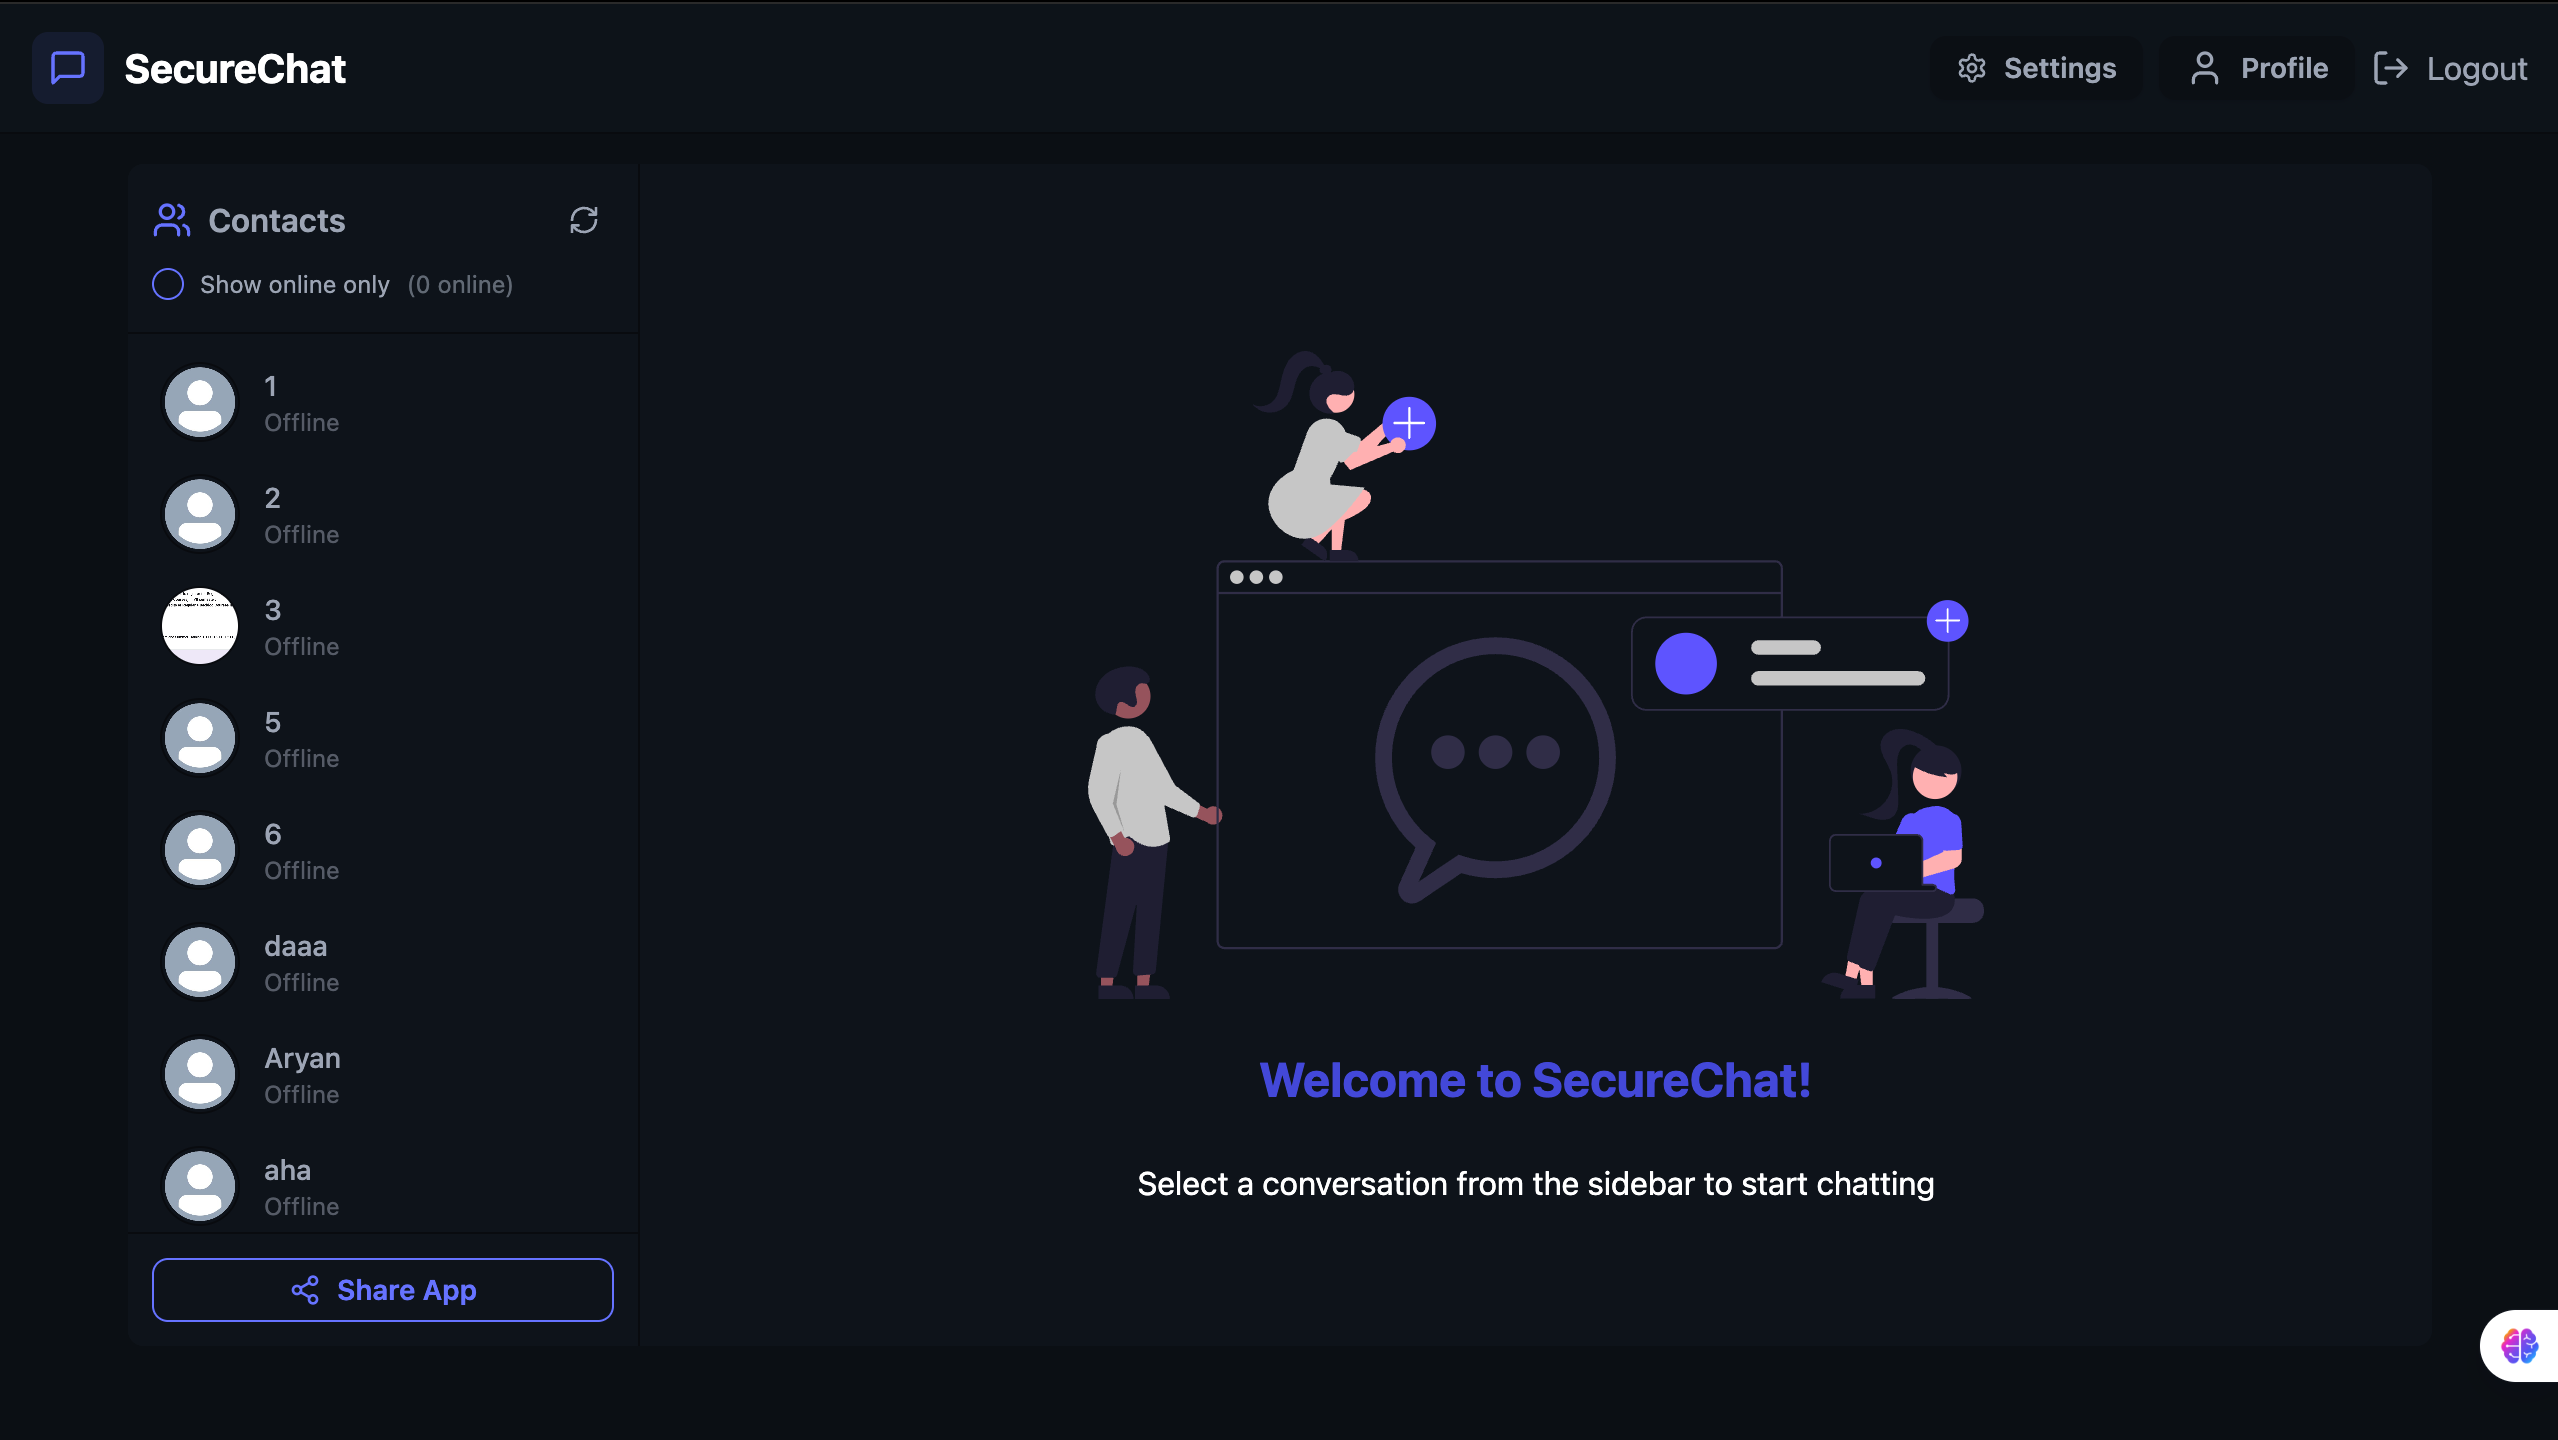 SecureChat
Settings
Profile
Logout
Contacts
Show online only (0 online)
1
Offline
2
Offline
3
Offline
5
Offline
6
Offline
daaa
Offline
Aryan
Offline
aha
Offline
Share App
Welcome to SecureChat!
Select a conversation from the sidebar to start chatting